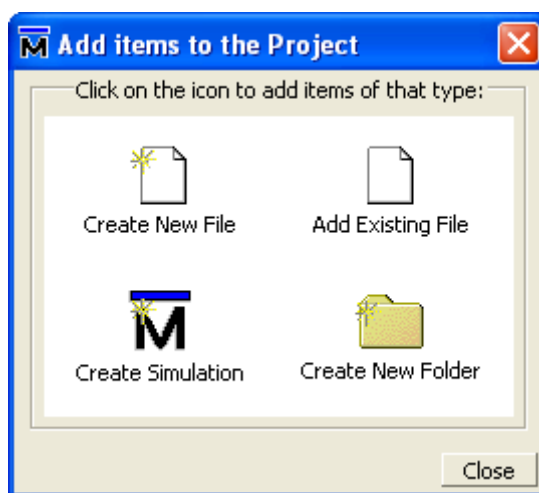 Add items to the Project
Click on the icon to add items of that type:
Create New File
Add Existing File
Create Simulation
Create New Folder
Close